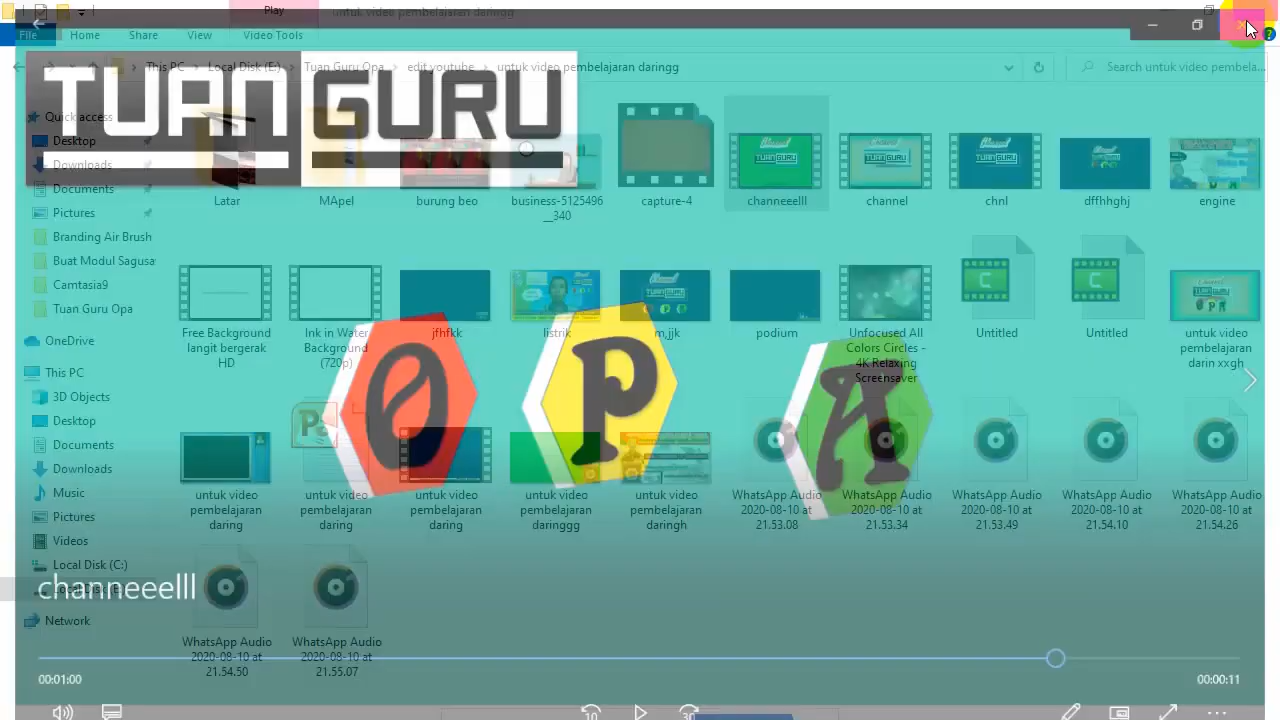 Play
untuk video pembelajaran daringg
File Home Share View Video Tools
This PC Local Disk (E:) Tuan Guru Opa edit youtube untuk video pembelajaran daringg
Search untuk video pembela...
TUAN GURU
Quick access
Desktop
Downloads
Documents
Pictures
Branding Air Brush
Buat Modul Sagusa
Camtasia9
Tuan Guru Opa
OneDrive
This PC
3D Objects
Desktop
Documents
Downloads
Music
Pictures
Videos
Local Disk (C:)
Local Disk (E:)
Network
Latar
MApel
burung beo
business-5125496
_340
capture-4
channeeelll
channel
chnl
dffhhghj
engine
Free Background
langit bergerak
HD
Ink in Water
Background
(720p)
jfhfkk
listrik
m,jjk
podium
Unfocused All
Colors Circles -
4K Relaxing
Screensaver
Untitled
Untitled
untuk video
pembelajaran
darin xxgh
O P A
untuk video
pembelajaran
daring
untuk video
pembelajaran
daring
untuk video
pembelajaran
daring
untuk video
pembelajaran
daringgg
untuk video
pembelajaran
daringh
WhatsApp Audio
2020-08-10 at
21.53.08
WhatsApp Audio
2020-08-10 at
21.53.34
WhatsApp Audio
2020-08-10 at
21.53.49
WhatsApp Audio
2020-08-10 at
21.54.10
WhatsApp Audio
2020-08-10 at
21.54.26
WhatsApp Audio
2020-08-10 at
21.54.50
WhatsApp Audio
2020-08-10 at
21.55.07
channeeelll
00:01:00
00:00:11
10
30